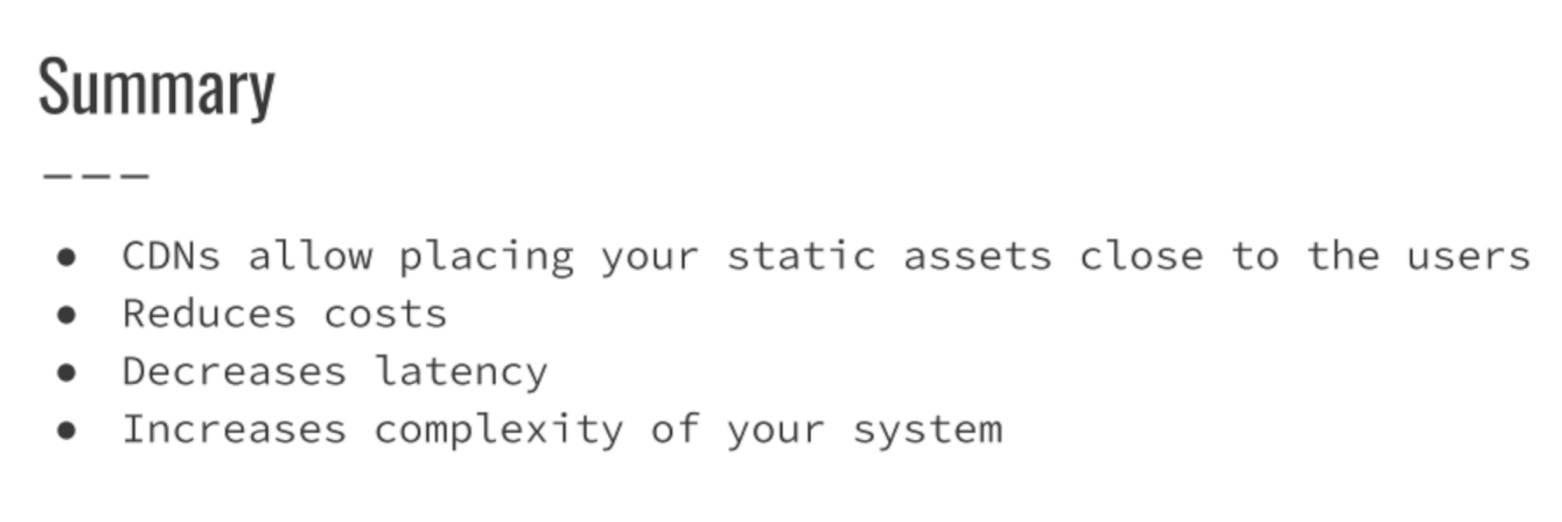 Summary
———
● CDNs allow placing your static assets close to the users
● Reduces costs
● Decreases latency
● Increases complexity of your system